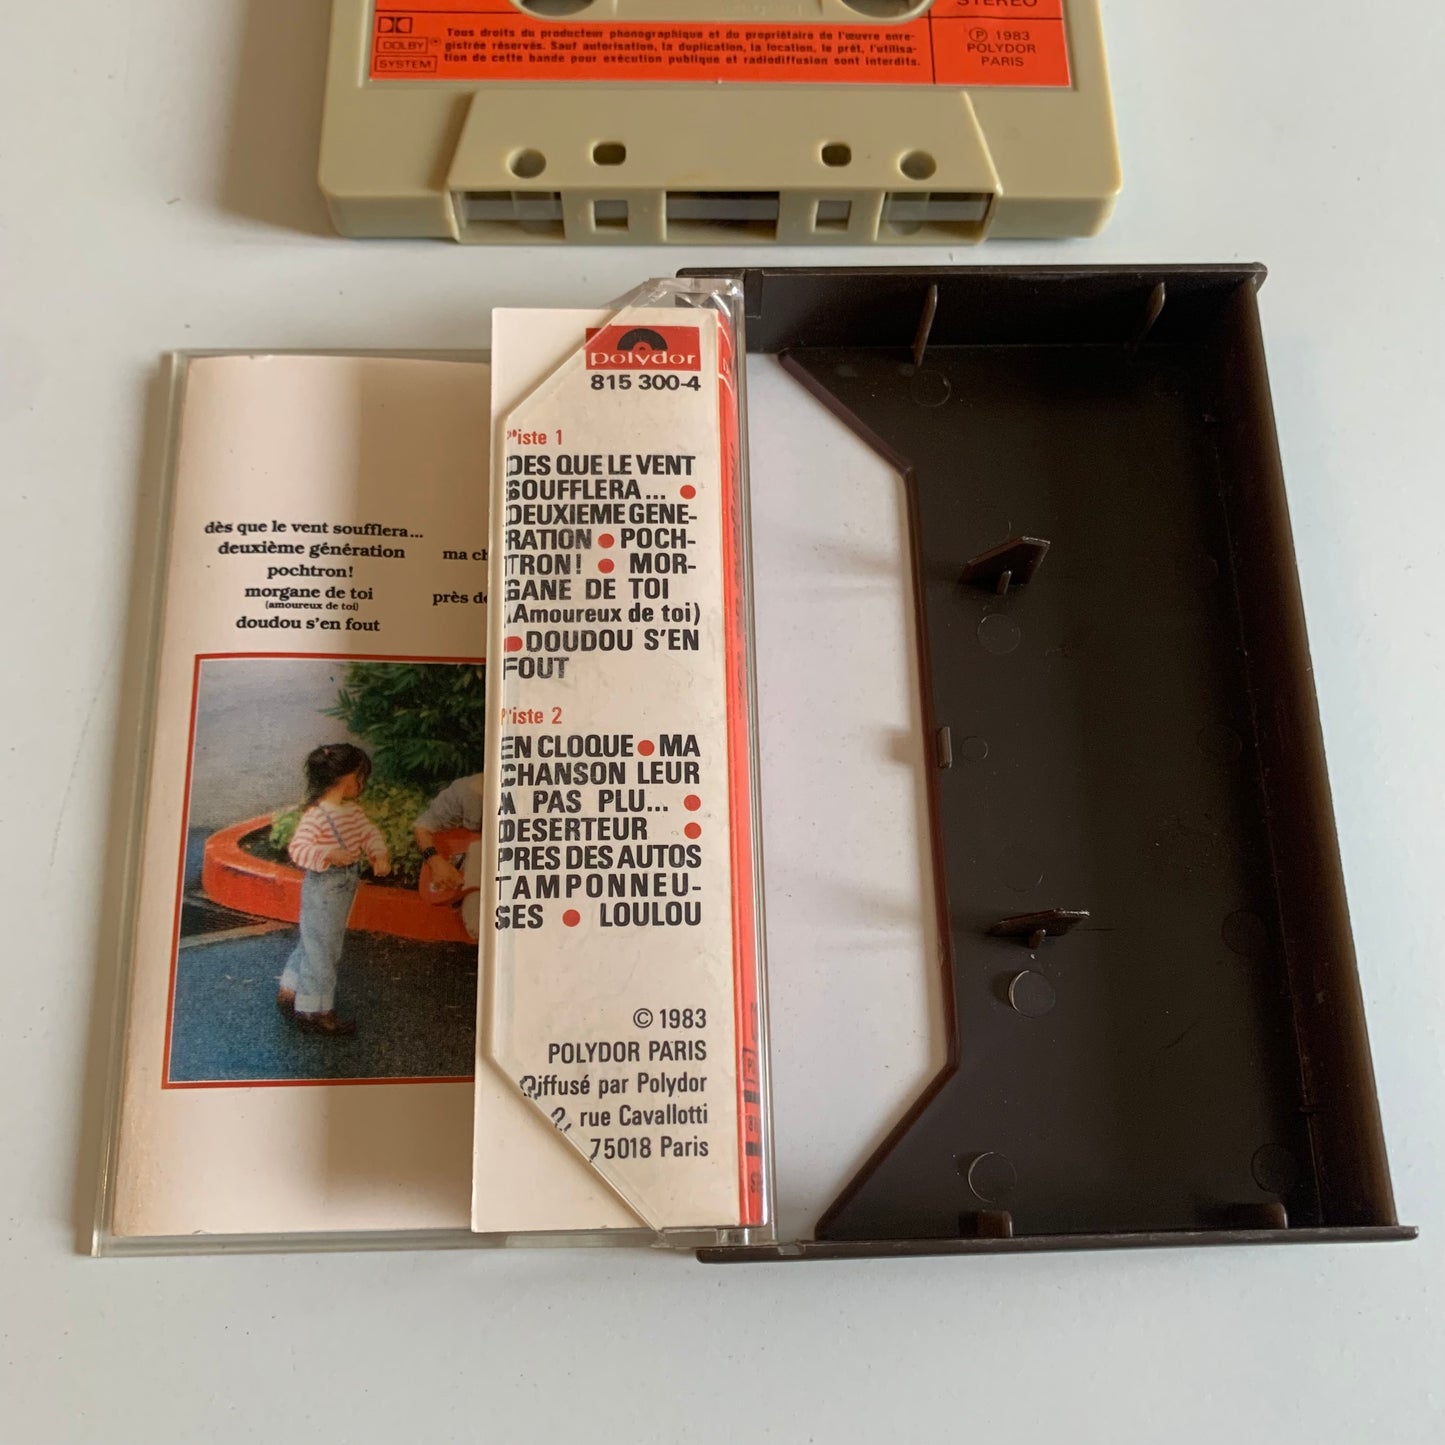 STEREO
DOLBY
SYSTEM
Tous droits du producteur phonographique et du propriétaire de l'œuvre enre-
gistrée réservés. Sauf autorisation, la duplication, la location, le prêt, l'utilisa-
tion de cette bande pour exécution publique et radiodiffusion sont interdits.
℗ 1983
POLYDOR
PARIS
dès que le vent soufflera...
deuxième génération
pochtron!
morgane de toi
(amoureux de toi)
doudou s'en fout
ma
près
polydor
815 300-4
Piste 1
DES QUE LE VENT
SOUFFLERA... ●
DEUXIEME GENE-
RATION ● POCH-
TRON! ● MOR-
GANE DE TOI
(Amoureux de toi)
● DOUDOU S'EN
FOUT
Piste 2
EN CLOQUE ● MA
CHANSON LEUR
A PAS PLU... ●
DESERTEUR ●
PRES DES AUTOS
TAMPONNEU-
SES ● LOULOU
© 1983
POLYDOR PARIS
Diffusé par Polydor
2, rue Cavallotti
75018 Paris